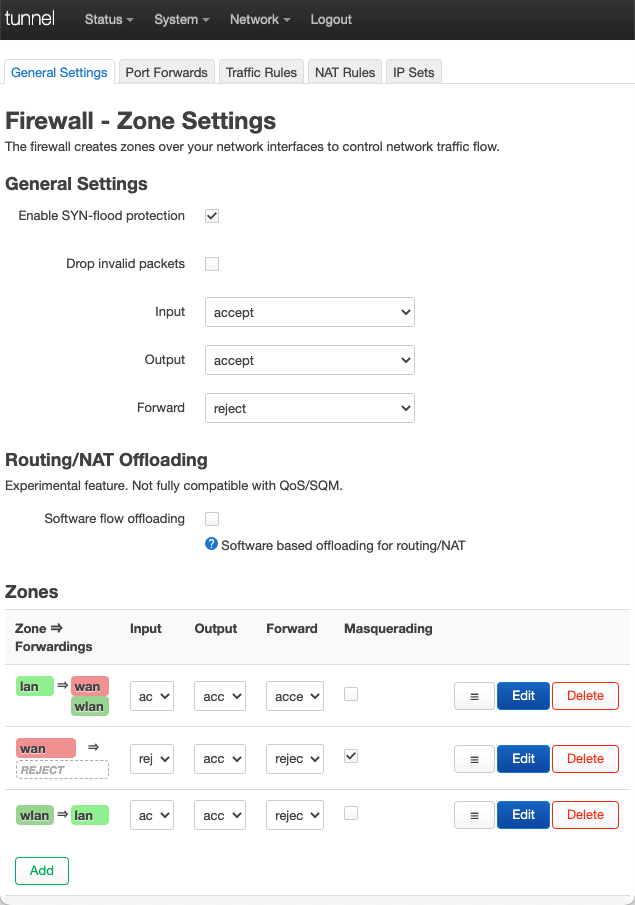 tunnel Status System Network Logout
General Settings Port Forwards Traffic Rules NAT Rules IP Sets
Firewall - Zone Settings
The firewall creates zones over your network interfaces to control network traffic flow.
General Settings
Enable SYN-flood protection
Drop invalid packets
Input accept
Output accept
Forward reject
Routing/NAT Offloading
Experimental feature. Not fully compatible with QoS/SQM.
Software flow offloading
? Software based offloading for routing/NAT
Zones
Zone ⇒ Input Output Forward Masquerading
Forwardings
lan ⇒ wan ac acc acce ≡ Edit Delete
wlan
wan ⇒ rej acc rejec ≡ Edit Delete
REJECT
wlan ⇒ lan ac acc rejec ≡ Edit Delete
Add